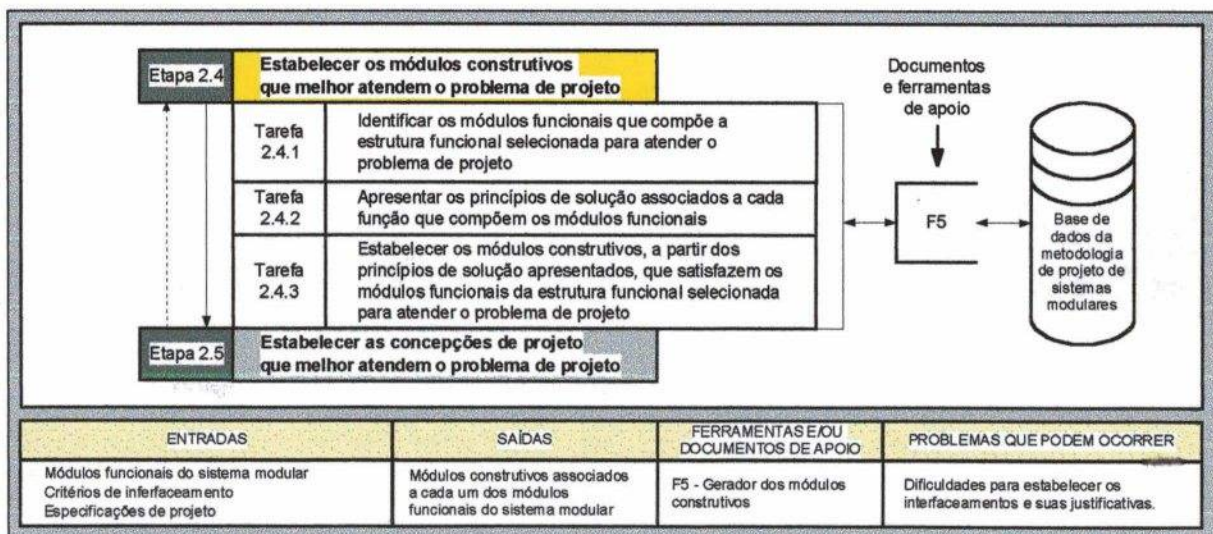 Etapa 2.4
Estabelecer os módulos construtivos
que melhor atendem o problema de projeto
Tarefa
2.4.1
Identificar os módulos funcionais que compõe a
estrutura funcional selecionada para atender o
problema de projeto
Tarefa
2.4.2
Apresentar os princípios de solução associados a cada
função que compõem os módulos funcionais
Tarefa
2.4.3
Estabelecer os módulos construtivos, a partir dos
princípios de solução apresentados, que satisfazem os
módulos funcionais da estrutura funcional selecionada
para atender o problema de projeto
Etapa 2.5
Estabelecer as concepções de projeto
que melhor atendem o problema de projeto
Documentos
e ferramentas
de apoio
F5
Base de
dados da
metodologia
de projeto de
sistemas
modulares
ENTRADAS
Módulos funcionais do sistema modular
Critérios de inferfaceamento
Especificações de projeto
SAÍDAS
Módulos construtivos associados
a cada um dos módulos
funcionais do sistema modular
FERRAMENTAS E/OU
DOCUMENTOS DE APOIO
F5 - Gerador dos módulos
construtivos
PROBLEMAS QUE PODEM OCORRER
Dificuldades para estabelecer os
interfaceamentos e suas justificativas.